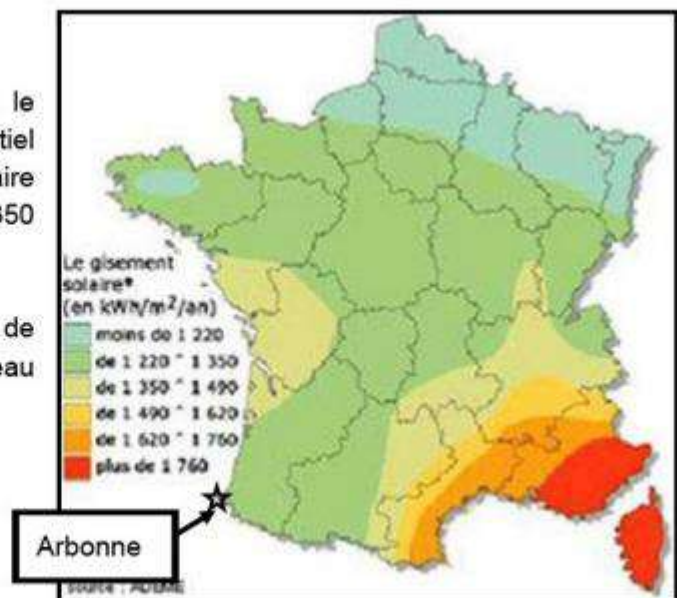 le
tiel
aire
350
de
eau
Le gisement
solaire*
(en kWh/m²/an)
moins de 1 220
de 1 220 ^ 1 350
de 1 350 ^ 1 490
de 1 490 ^ 1 620
de 1 620 ^ 1 760
plus de 1 760
Arbonne
source : ADEME